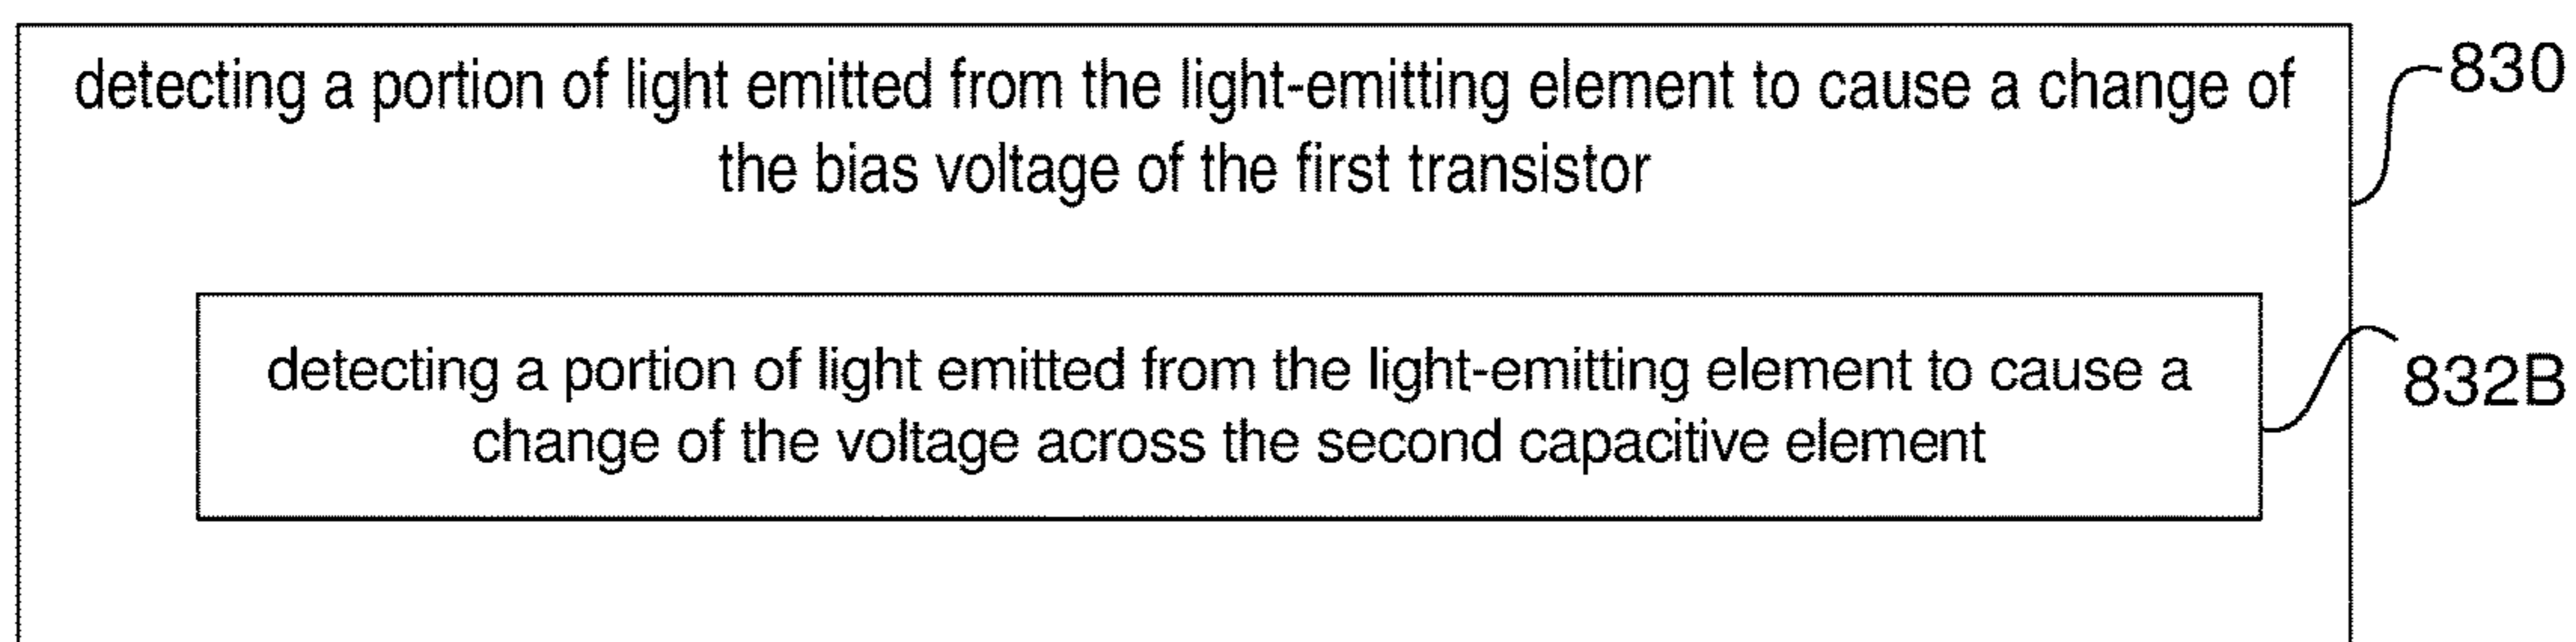 detecting a portion of light emitted from the light-emitting element to cause a change of
830
the bias voltage of the first transistor
detecting a portion of light emitted from the light-emitting element to cause a
832B
change of the voltage across the second capacitive element